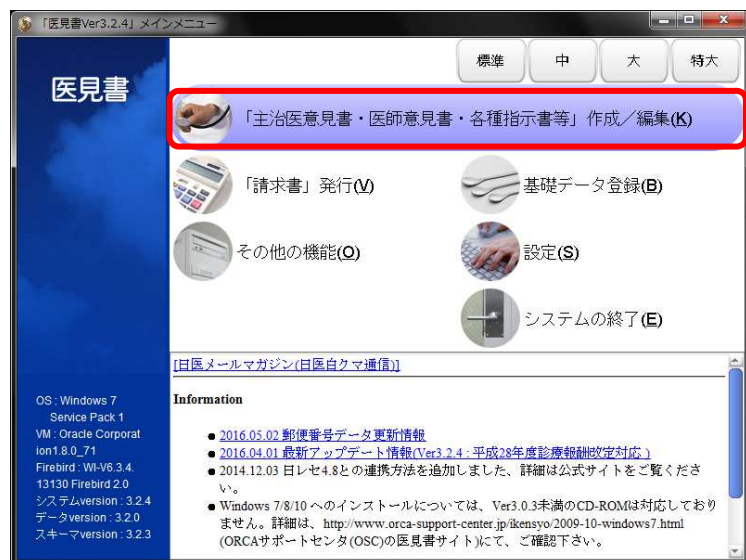 「医見書Ver3.2.4」メインメニュー
医見書
標準 中 大 特大
「主治医意見書・医師意見書・各種指示書等」作成／編集(K)
「請求書」発行(V)
基礎データ登録(B)
その他の機能(O)
設定(S)
システムの終了(E)
[日医メールマガジン(日医白クマ通信)]
Information
2016.05.02 郵便番号データ更新情報
2016.04.01 最新アップデート情報(Ver3.2.4 : 平成28年度診療報酬改定対応 )
2014.12.03 日レセ4.8との連携方法を追加しました、詳細は公式サイトをご覧くださ
い。
Windows 7/8/10 へのインストールについては、Ver3.0.3未満のCD-ROMは対応しており
ません。詳細は、http://www.orca-support-center.jp/ikensyo/2009-10-windows7.html
(ORCAサポートセンタ(OSC)の医見書サイト)にて、ご確認下さい。
OS : Windows 7
Service Pack 1
VM : Oracle Corporat
ion1.8.0_71
Firebird : WI-V6.3.4.
13130 Firebird 2.0
システムversion : 3.2.4
データversion : 3.2.0
スキーマversion : 3.2.3